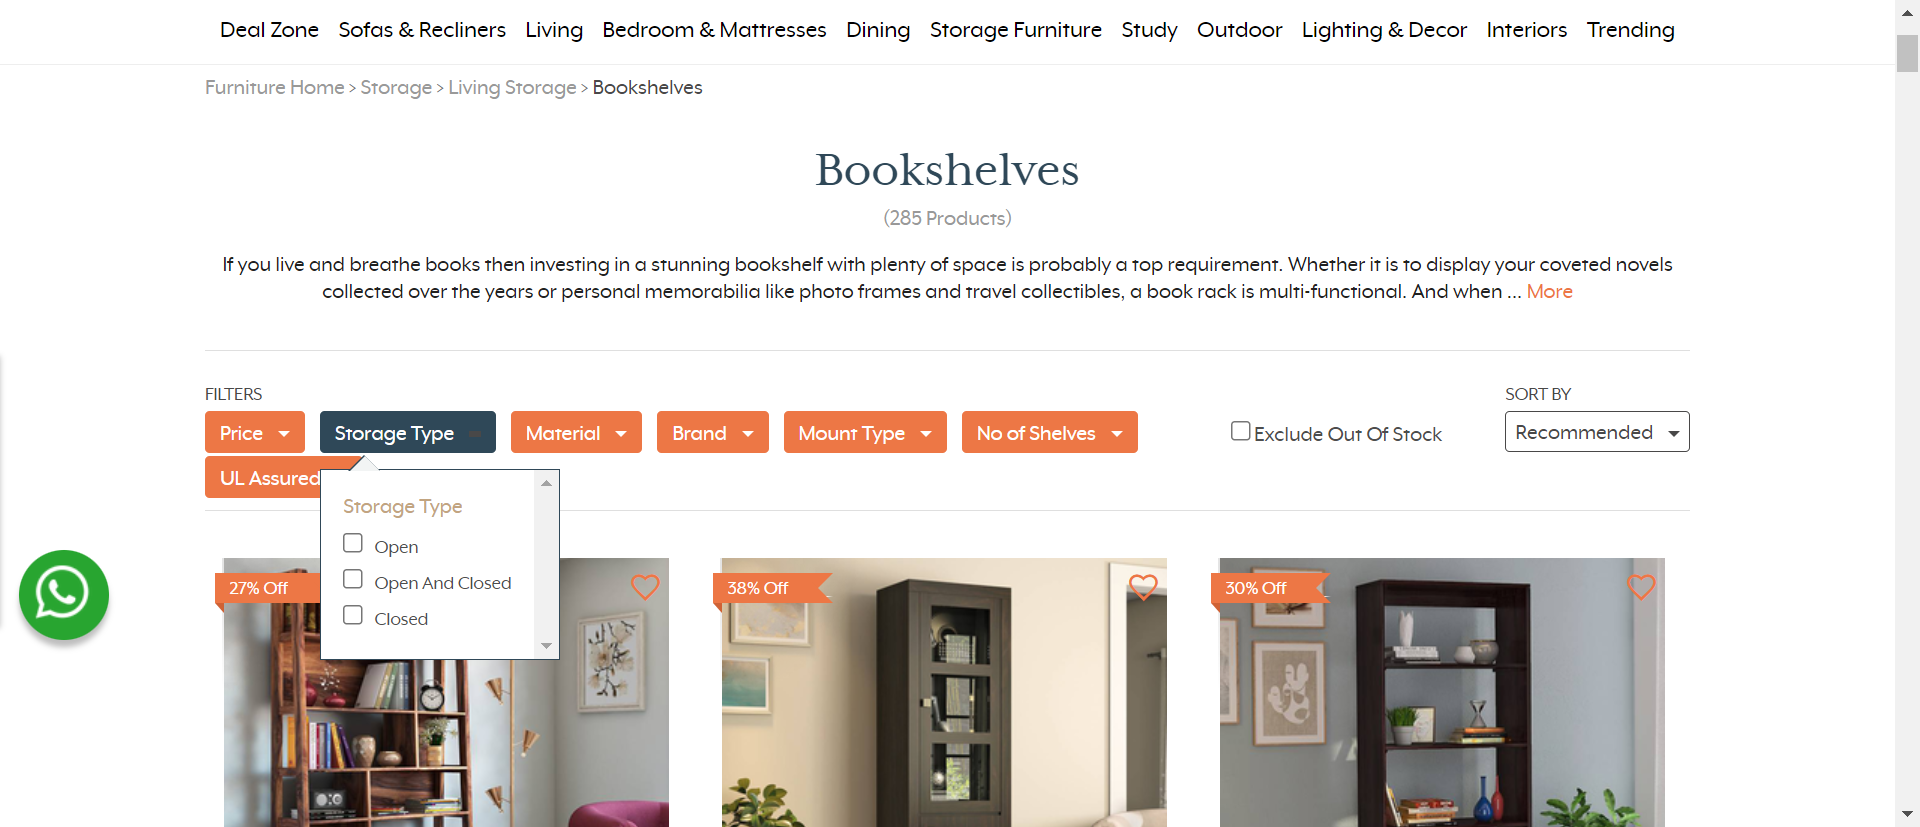 Deal Zone Sofas & Recliners Living Bedroom & Mattresses Dining Storage Furniture Study Outdoor Lighting & Decor Interiors Trending
Furniture Home > Storage > Living Storage > Bookshelves
Bookshelves
(285 Products)
If you live and breathe books then investing in a stunning bookshelf with plenty of space is probably a top requirement. Whether it is to display your coveted novels
collected over the years or personal memorabilia like photo frames and travel collectibles, a book rack is multi-functional. And when ... More
FILTERS
SORT BY
Price Storage Type Material Brand Mount Type No of Shelves Exclude Out Of Stock Recommended
UL Assured
Storage Type
Open
Open And Closed
Closed
27% Off 38% Off 30% Off